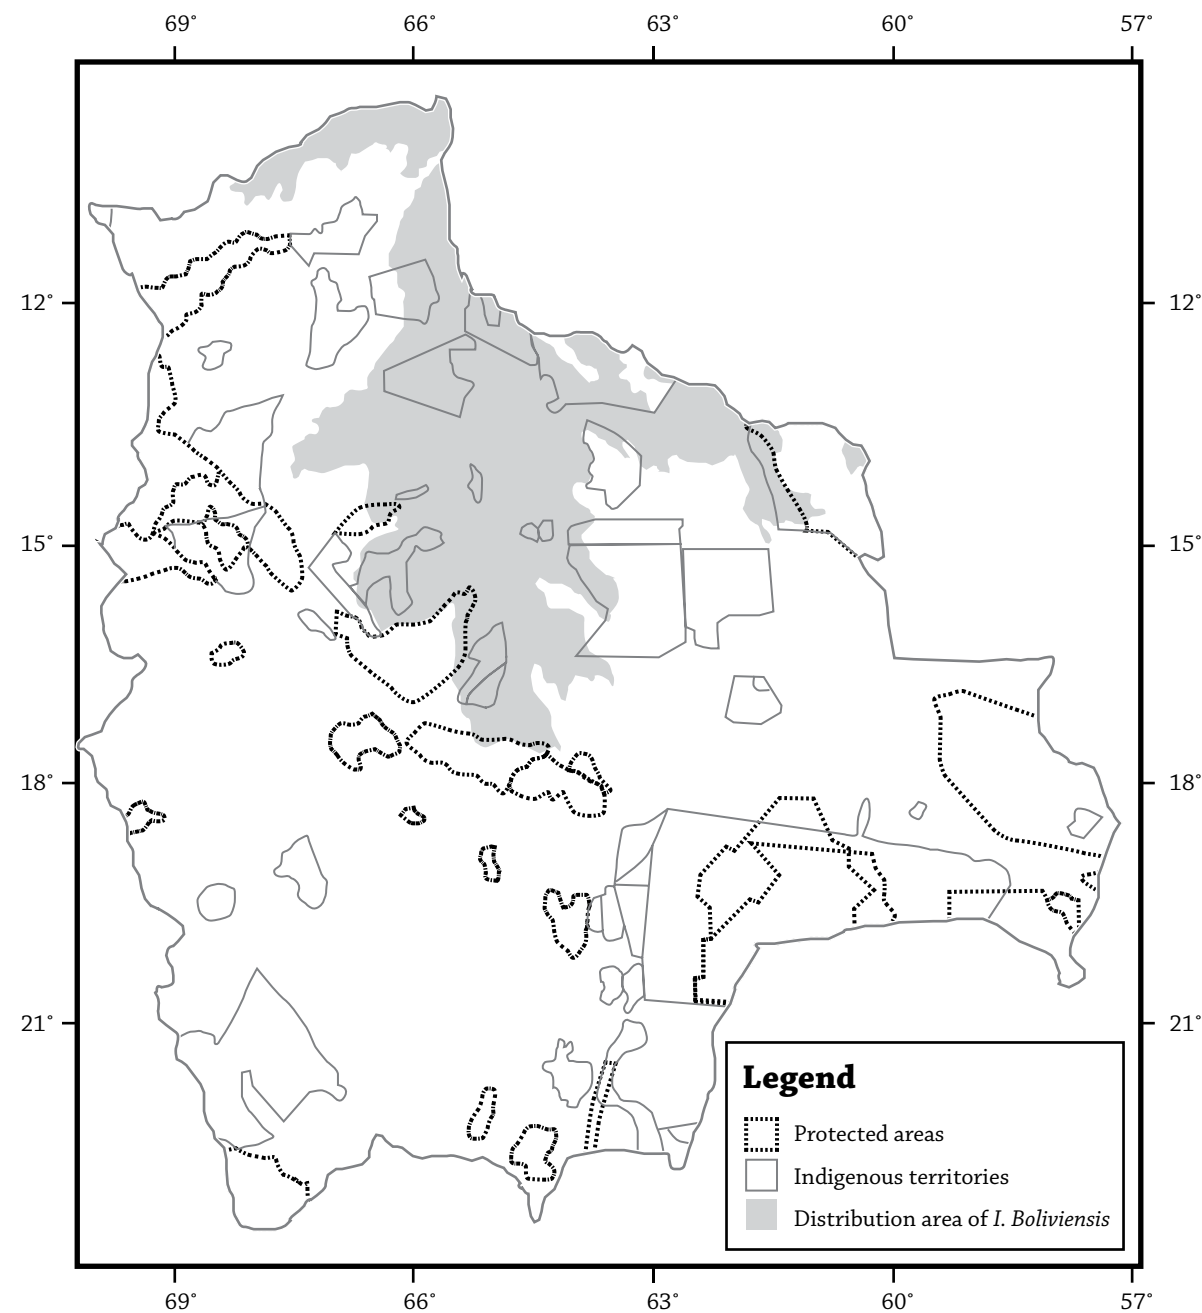 69° 66° 63° 60° 57°
12° 12°
15° 15°
18° 18°
21° 21°
Legend
Protected areas
Indigenous territories
Distribution area of I. Boliviensis
69° 66° 63° 60° 57°